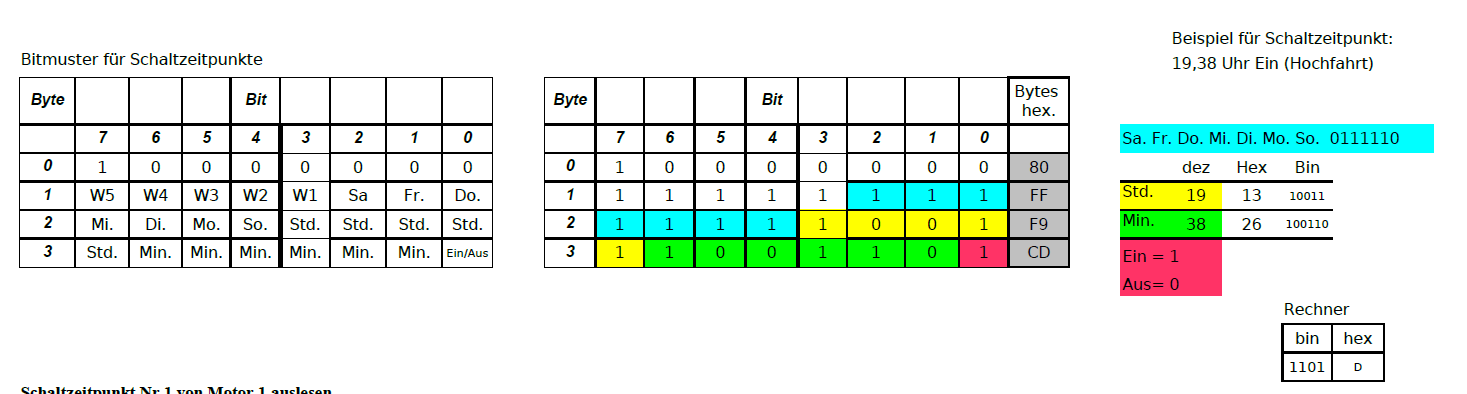 Beispiel für Schaltzeitpunkt:
19,38 Uhr Ein (Hochfahrt)
Bitmuster für Schaltzeitpunkte
Byte Bit
7 6 5 4 3 2 1 0
0 1 0 0 0 0 0 0 0
1 W5 W4 W3 W2 W1 Sa Fr. Do.
2 Mi. Di. Mo. So. Std. Std. Std. Std.
3 Std. Min. Min. Min. Min. Min. Min. Ein/Aus
Byte Bit Bytes hex.
7 6 5 4 3 2 1 0
0 1 0 0 0 0 0 0 0 80
1 1 1 1 1 1 1 1 1 FF
2 1 1 1 1 1 0 0 1 F9
3 1 1 0 0 1 1 0 1 CD
Sa. Fr. Do. Mi. Di. Mo. So. 0111110
dez Hex Bin
Std. 19 13 10011
Min. 38 26 100110
Ein = 1
Aus= 0
Rechner
bin hex
1101 D
Schaltzeitpunkt Nr 1 von Motor 1 auslesen